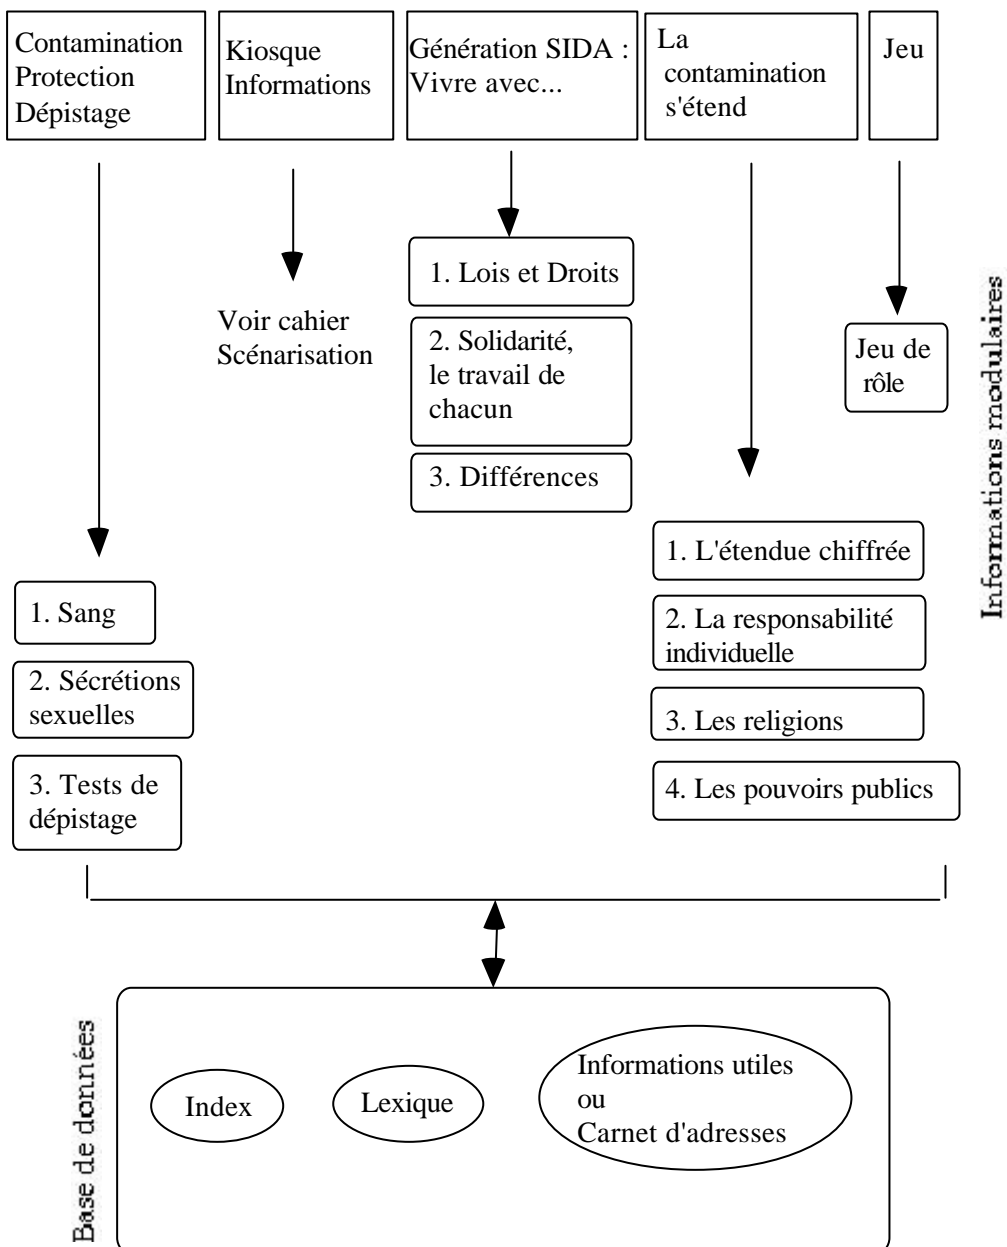 Contamination
Protection
Dépistage
Kiosque
Informations
Génération SIDA :
Vivre avec...
La
contamination
s'étend
Jeu
1. Lois et Droits
2. Solidarité,
le travail de
chacun
3. Différences
Voir cahier
Scénarisation
Jeu de
rôle
Informations modulaires
1. L'étendue chiffrée
2. La responsabilité
individuelle
3. Les religions
4. Les pouvoirs publics
1. Sang
2. Sécrétions
sexuelles
3. Tests de
dépistage
Base de données
Index
Lexique
Informations utiles
ou
Carnet d'adresses